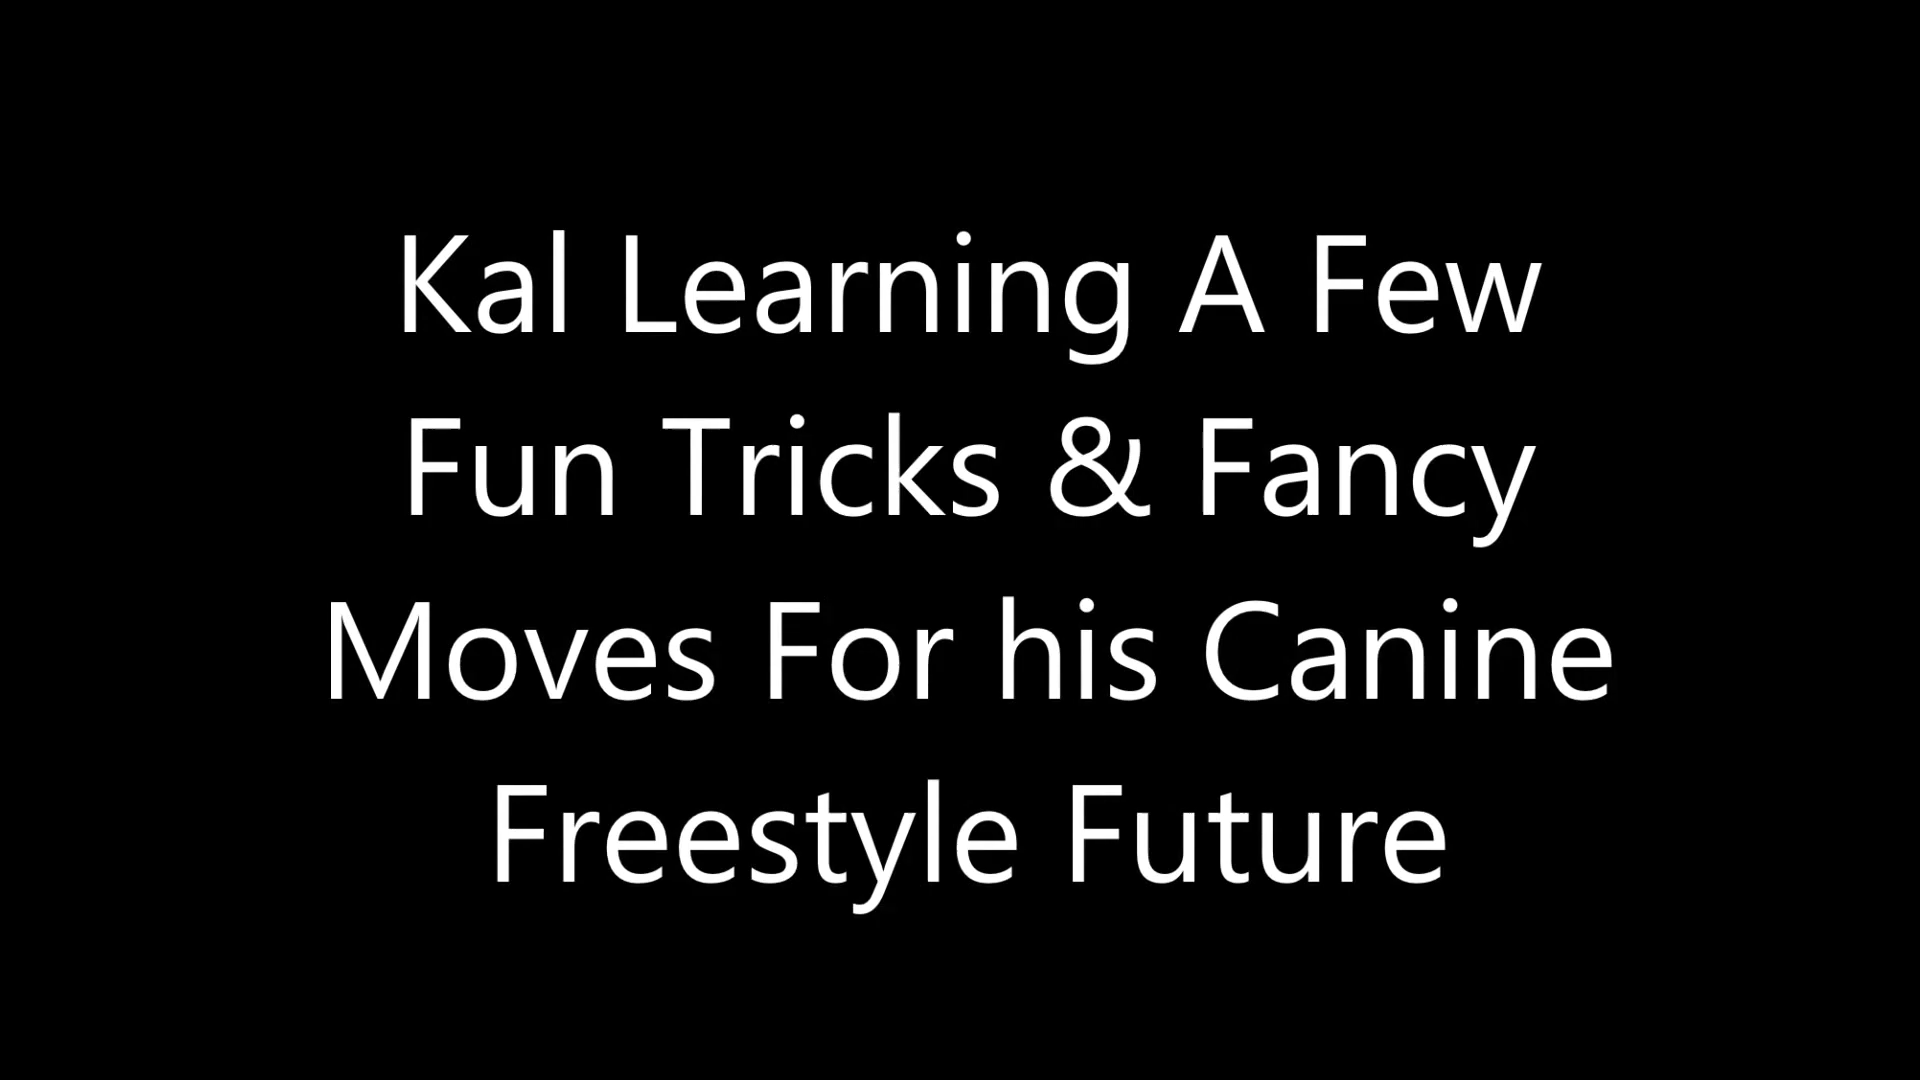 Kal Learning A Few
Fun Tricks & Fancy
Moves For his Canine
Freestyle Future